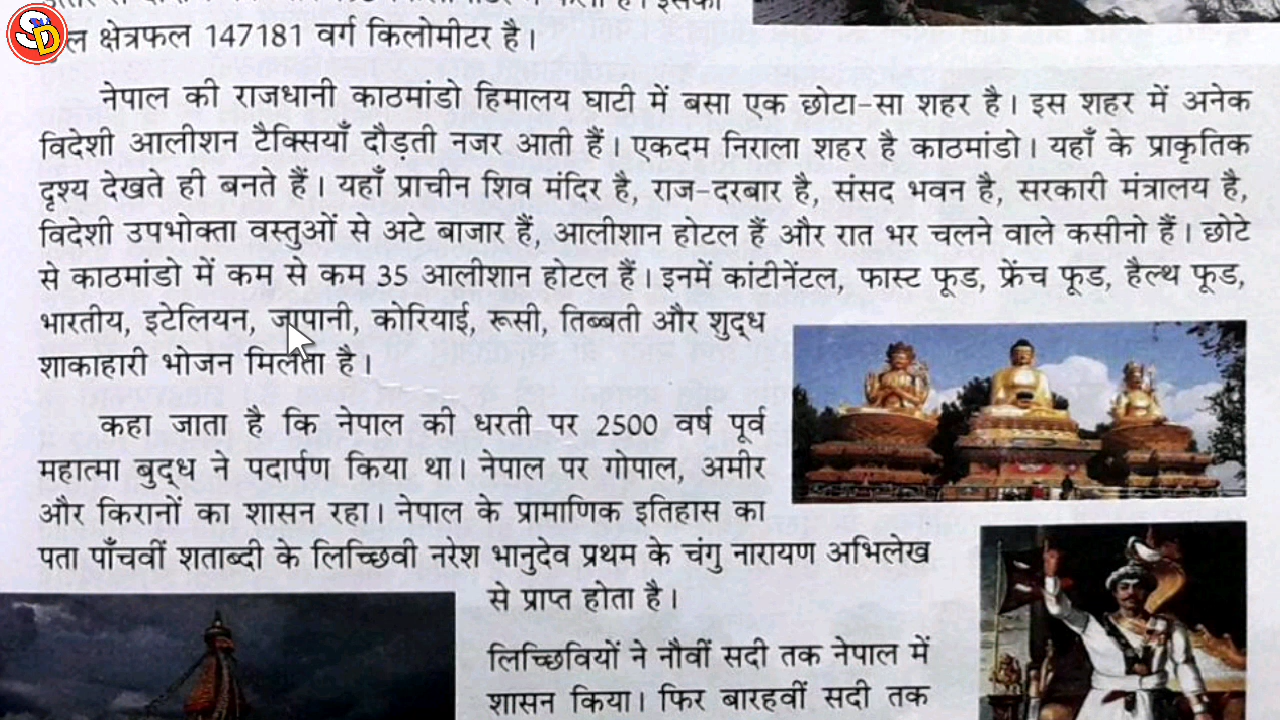 SD
ल क्षेत्रफल 147181 वर्ग किलोमीटर है।
नेपाल की राजधानी काठमांडो हिमालय घाटी में बसा एक छोटा-सा शहर है। इस शहर में अनेक
विदेशी आलीशन टैक्सियाँ दौड़ती नजर आती हैं। एकदम निराला शहर है काठमांडो। यहाँ के प्राकृतिक
दृश्य देखते ही बनते हैं। यहाँ प्राचीन शिव मंदिर है, राज-दरबार है, संसद भवन है, सरकारी मंत्रालय है,
विदेशी उपभोक्ता वस्तुओं से अटे बाजार हैं, आलीशान होटल हैं और रात भर चलने वाले कसीनो हैं। छोटे
से काठमांडो में कम से कम 35 आलीशान होटल हैं। इनमें कांटीनेंटल, फास्ट फूड, फ्रेंच फूड, हैल्थ फूड,
भारतीय, इटेलियन, जापानी, कोरियाई, रूसी, तिब्बती और शुद्ध
शाकाहारी भोजन मिलता है।
कहा जाता है कि नेपाल की धरती पर 2500 वर्ष पूर्व
महात्मा बुद्ध ने पदार्पण किया था। नेपाल पर गोपाल, अमीर
और किरानों का शासन रहा। नेपाल के प्रामाणिक इतिहास का
पता पाँचवीं शताब्दी के लिच्छिवी नरेश भानुदेव प्रथम के चंगु नारायण अभिलेख
से प्राप्त होता है।
लिच्छिवियों ने नौवीं सदी तक नेपाल में
शासन किया। फिर बारहवीं सदी तक